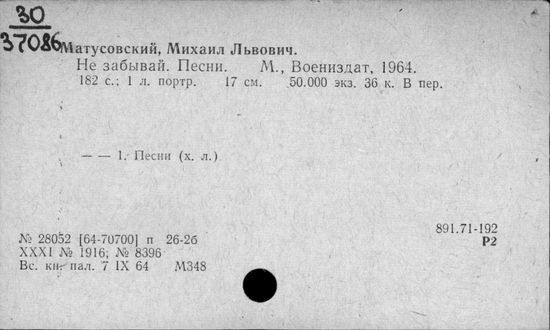 30
37086
Матусовский, Михаил Львович.
Не забывай. Песни. М., Воениздат, 1964.
182 с.; 1 л. портр. 17 см. 50.000 экз. 36 к. В пер.
— — 1. Песни (х. л.)
891.71-192
Р2
№ 28052 [64-70700] п 26-2б
XXXI № 1916; № 8396
Вс. кн. пал. 7 IX 64 М348